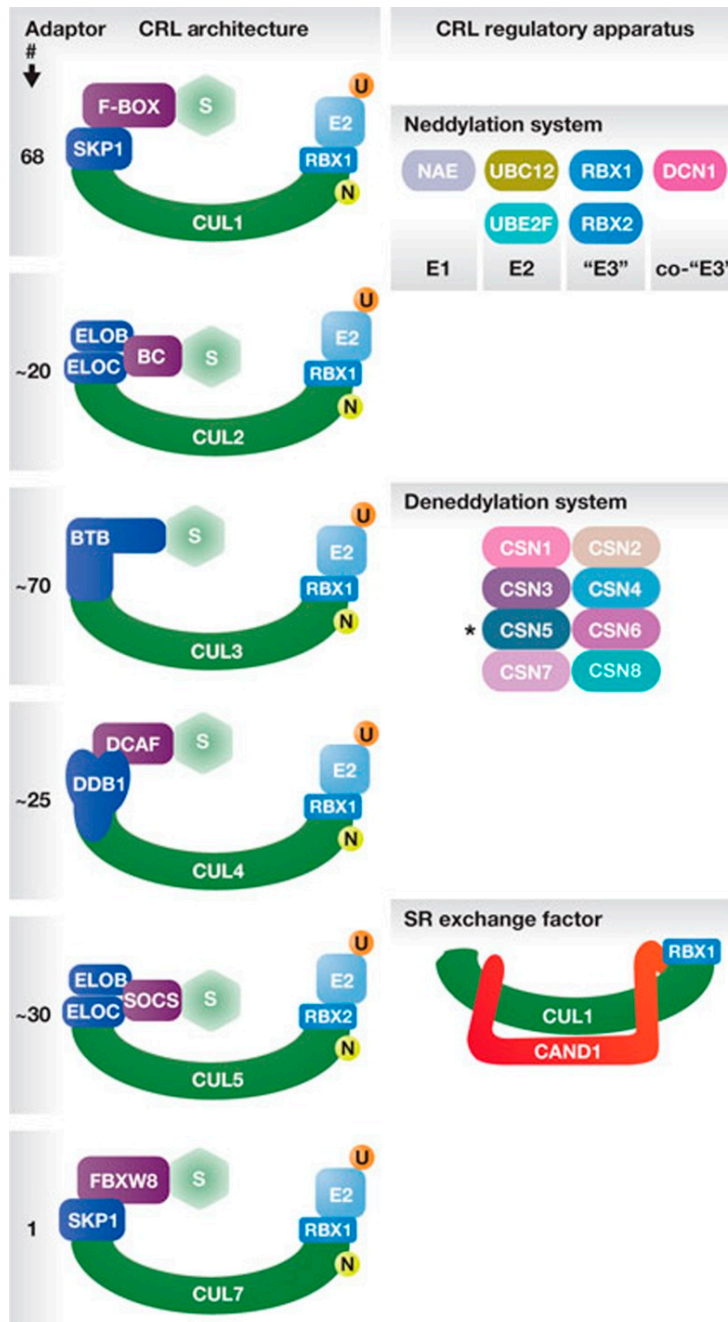 Adaptor
#
CRL architecture
68
F-BOX
S
SKP1
U
E2
RBX1
N
CUL1
~20
ELOB
ELOC
BC
S
U
E2
RBX1
N
CUL2
~70
BTB
S
U
E2
RBX1
N
CUL3
~25
DCAF
S
DDB1
U
E2
RBX1
N
CUL4
~30
ELOB
ELOC
SOCS
S
U
E2
RBX2
N
CUL5
1
FBXW8
S
SKP1
U
E2
RBX1
N
CUL7
CRL regulatory apparatus
Neddylation system
NAE UBC12 RBX1 DCN1
UBE2F RBX2
E1 E2 “E3” co-“E3”
Deneddylation system
CSN1 CSN2
CSN3 CSN4
* CSN5 CSN6
CSN7 CSN8
SR exchange factor
RBX1
CUL1
CAND1